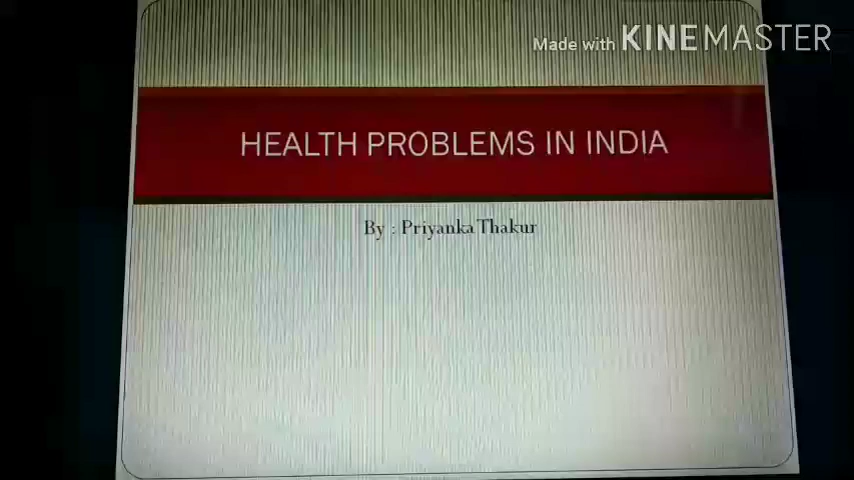 Made with KINEMASTER
HEALTH PROBLEMS IN INDIA
By : Priyanka Thakur